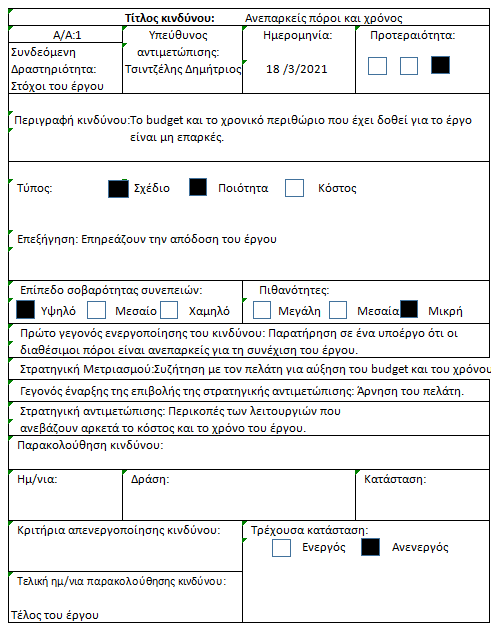 Τίτλος κινδύνου: Ανεπαρκείς πόροι και χρόνος
Α/Α:1
Συνδεόμενη
Δραστηριότητα:
Στόχοι του έργου
Υπεύθυνος
αντιμετώπισης:
Τσιντζέλης Δημήτριος
Ημερομηνία:
18 /3/2021
Προτεραιότητα:
Περιγραφή κινδύνου:Το budget και το χρονικό περιθώριο που έχει δοθεί για το έργο
είναι μη επαρκές.
Τύπος: Σχέδιο Ποιότητα Κόστος
Επεξήγηση: Επηρεάζουν την απόδοση του έργου
Επίπεδο σοβαρότητας συνεπειών:
Υψηλό Μεσαίο Χαμηλό
Πιθανότητες:
Μεγάλη Μεσαία Μικρή
Πρώτο γεγονός ενεργοποίησης του κινδύνου: Παρατήρηση σε ένα υποέργο ότι οι
διαθέσιμοι πόροι είναι ανεπαρκείς για τη συνέχιση του έργου.
Στρατηγική Μετριασμού:Συζήτηση με τον πελάτη για αύξηση του budget και του χρόνου
Γεγονός έναρξης της επιβολής της στρατηγικής αντιμετώπισης: Άρνηση του πελάτη.
Στρατηγική αντιμετώπισης: Περικοπές των λειτουργιών που
ανεβάζουν αρκετά το κόστος και το χρόνο του έργου.
Παρακολούθηση κινδύνου:
Ημ/νια: Δράση: Κατάσταση:
Κριτήρια απενεργοποίησης κινδύνου:
Τρέχουσα κατάσταση:
Ενεργός Ανενεργός
Τελική ημ/νια παρακολούθησης κινδύνου:
Τέλος του έργου